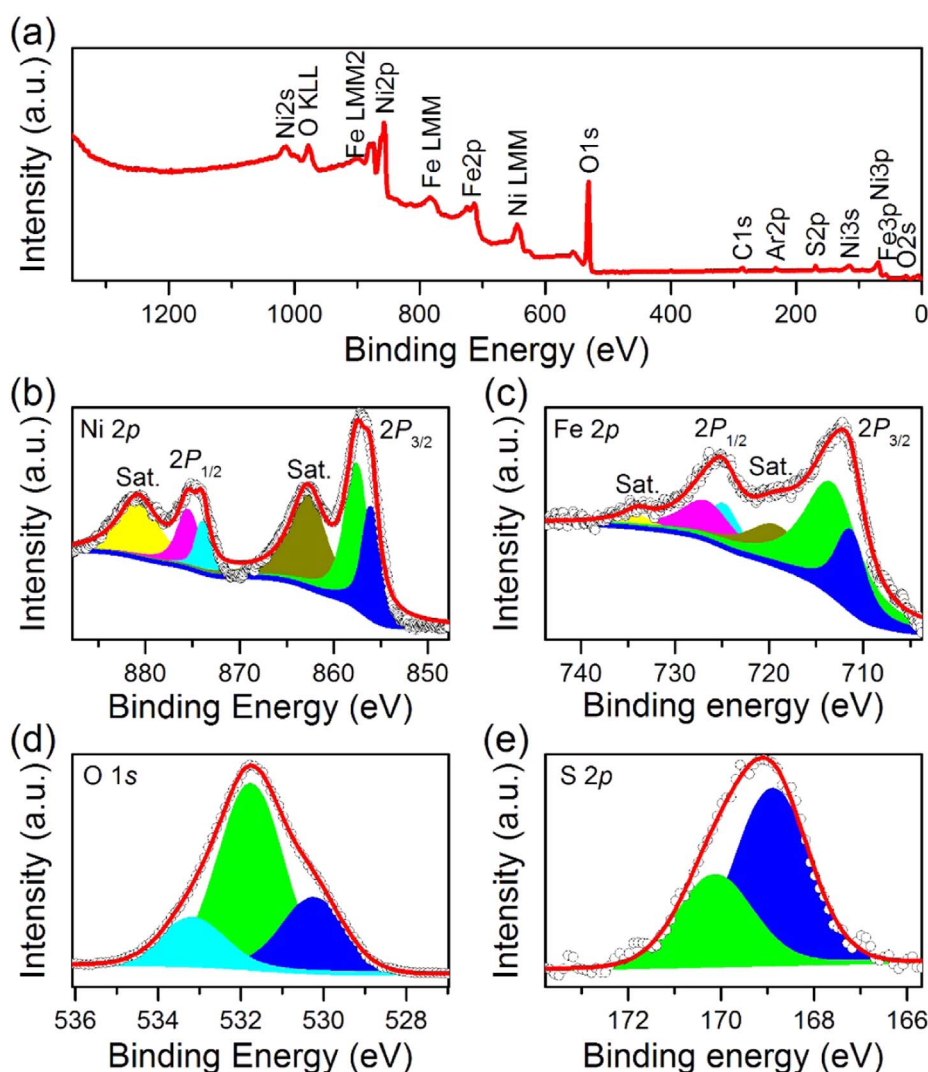 (a)
Intensity (a.u.)
Ni2s
O KLL
Fe LMM2
Ni2p
Fe LMM
Fe2p
Ni LMM
O1s
C1s
Ar2p
S2p
Ni3s
Ni3p
Fe3p
O2s
1200 1000 800 600 400 200 0
Binding Energy (eV)
(b)
Ni 2p
Intensity (a.u.)
Sat.
2P1/2
Sat.
2P3/2
880 870 860 850
Binding Energy (eV)
(c)
Fe 2p
Intensity (a.u.)
Sat.
2P1/2
Sat.
2P3/2
740 730 720 710
Binding Energy (eV)
(d)
O 1s
Intensity (a.u.)
536 534 532 530 528
Binding Energy (eV)
(e)
S 2p
Intensity (a.u.)
172 170 168 166
Binding energy (eV)